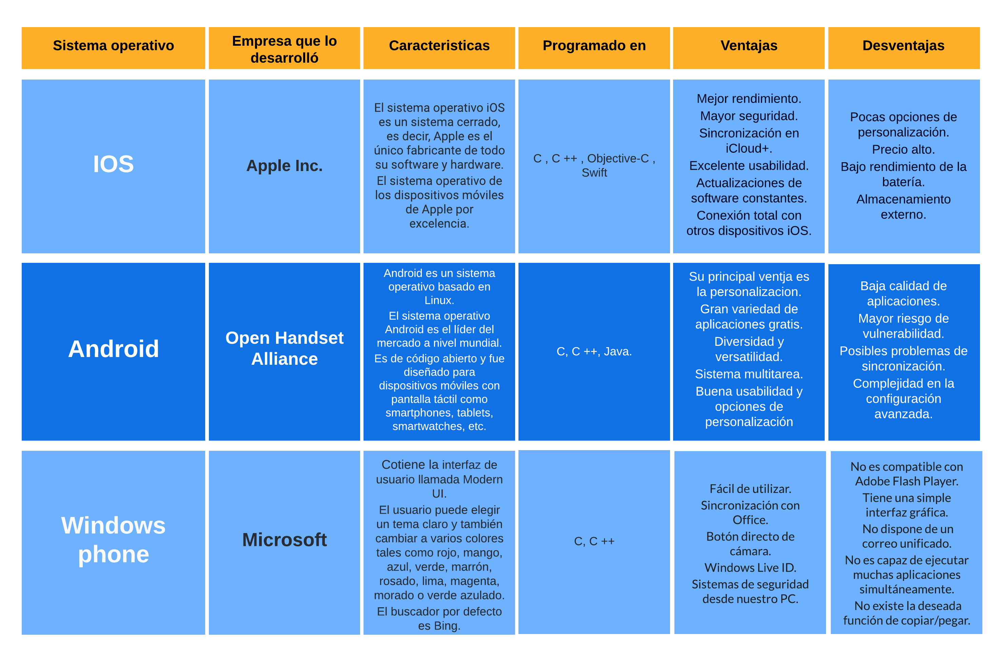 Sistema operativo
Empresa que lo
desarrolló
Caracteristicas
Programado en
Ventajas
Desventajas
IOS
Apple Inc.
El sistema operativo iOS
es un sistema cerrado,
es decir, Apple es el
único fabricante de todo
su software y hardware.
El sistema operativo de
los dispositivos móviles
de Apple por
excelencia.
C , C ++ , Objective-C ,
Swift
Mejor rendimiento.
Mayor seguridad.
Sincronización en
iCloud+.
Excelente usabilidad.
Actualizaciones de
software constantes.
Conexión total con
otros dispositivos iOS.
Pocas opciones de
personalización.
Precio alto.
Bajo rendimiento de la
batería.
Almacenamiento
externo.
Android
Open Handset
Alliance
Android es un sistema
operativo basado en
Linux.
El sistema operativo
Android es el líder del
mercado a nivel mundial.
Es de código abierto y fue
diseñado para
dispositivos móviles con
pantalla táctil como
smartphones, tablets,
smartwatches, etc.
C, C ++, Java.
Su principal ventja es
la personalizacion.
Gran variedad de
aplicaciones gratis.
Diversidad y
versatilidad.
Sistema multitarea.
Buena usabilidad y
opciones de
personalización
Baja calidad de
aplicaciones.
Mayor riesgo de
vulnerabilidad.
Posibles problemas de
sincronización.
Complejidad en la
configuración
avanzada.
Windows
phone
Microsoft
Cotiene la interfaz de
usuario llamada Modern
UI.
El usuario puede elegir
un tema claro y también
cambiar a varios colores
tales como rojo, mango,
azul, verde, marrón,
rosado, lima, magenta,
morado o verde azulado.
El buscador por defecto
es Bing.
C, C ++
Fácil de utilizar.
Sincronización con
Office.
Botón directo de
cámara.
Windows Live ID.
Sistemas de seguridad
desde nuestro PC.
No es compatible con
Adobe Flash Player.
Tiene una simple
interfaz gráfica.
No dispone de un
correo unificado.
No es capaz de ejecutar
muchas aplicaciones
simultáneamente.
No existe la deseada
función de copiar/pegar.